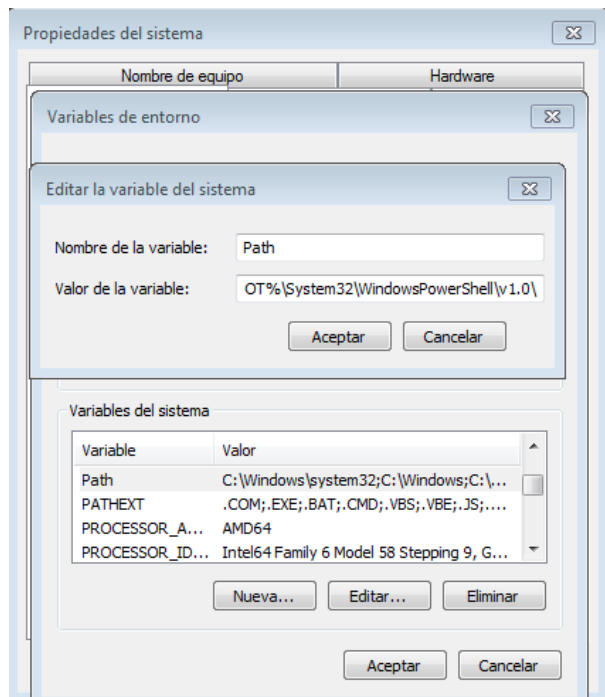 Propiedades del sistema
Nombre de equipo Hardware
Variables de entorno
Editar la variable del sistema
Nombre de la variable: Path
Valor de la variable: OT%\System32\WindowsPowerShell\v1.0\
Aceptar Cancelar
Variables del sistema
Variable Valor
Path C:\Windows\system32;C:\Windows;C:\...
PATHEXT .COM;.EXE;.BAT;.CMD;.VBS;.VBE;.JS;....
PROCESSOR_A... AMD64
PROCESSOR_ID... Intel64 Family 6 Model 58 Stepping 9, G...
Nueva... Editar... Eliminar
Aceptar Cancelar